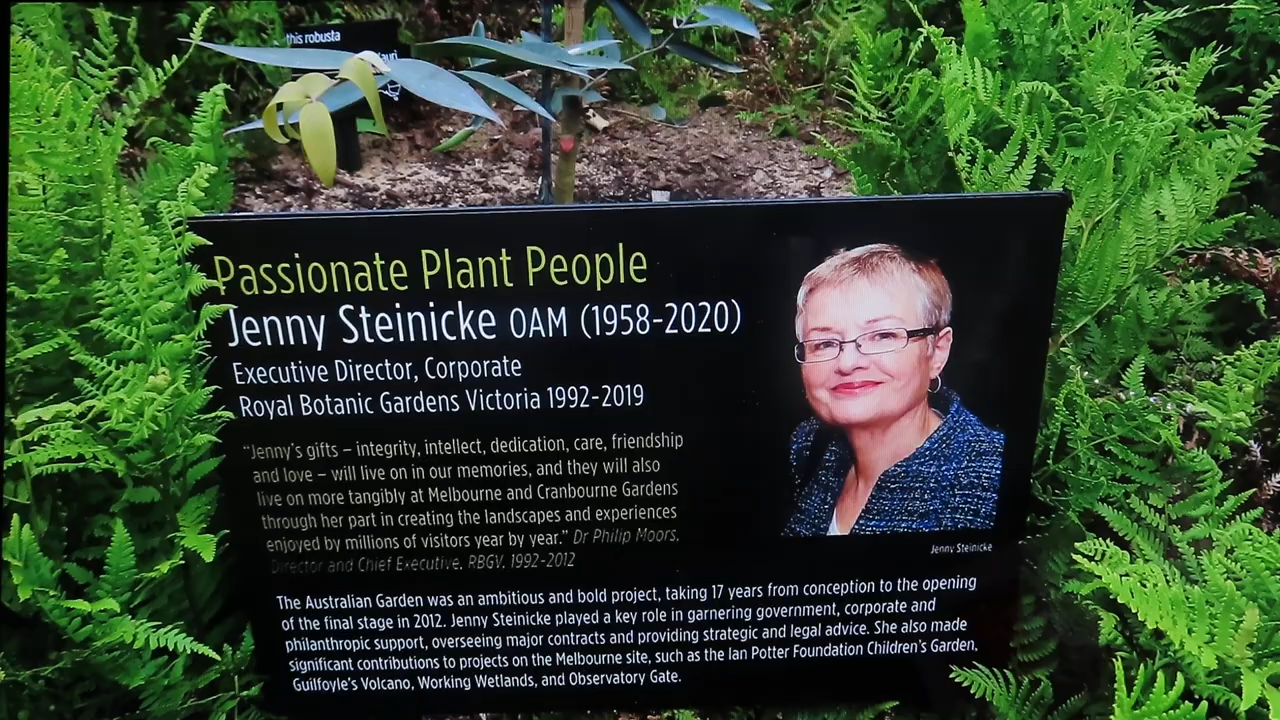 this robusta
Kauri
Passionate Plant People
Jenny Steinicke OAM (1958-2020)
Executive Director, Corporate
Royal Botanic Gardens Victoria 1992-2019
“Jenny's gifts – integrity, intellect, dedication, care, friendship
and love – will live on in our memories, and they will also
live on more tangibly at Melbourne and Cranbourne Gardens
through her part in creating the landscapes and experiences
enjoyed by millions of visitors year by year.” Dr Philip Moors,
Director and Chief Executive, RBGV, 1992-2012
Jenny Steinicke
The Australian Garden was an ambitious and bold project, taking 17 years from conception to the opening
of the final stage in 2012. Jenny Steinicke played a key role in garnering government, corporate and
philanthropic support, overseeing major contracts and providing strategic and legal advice. She also made
significant contributions to projects on the Melbourne site, such as the Ian Potter Foundation Children's Garden,
Guilfoyle's Volcano, Working Wetlands, and Observatory Gate.